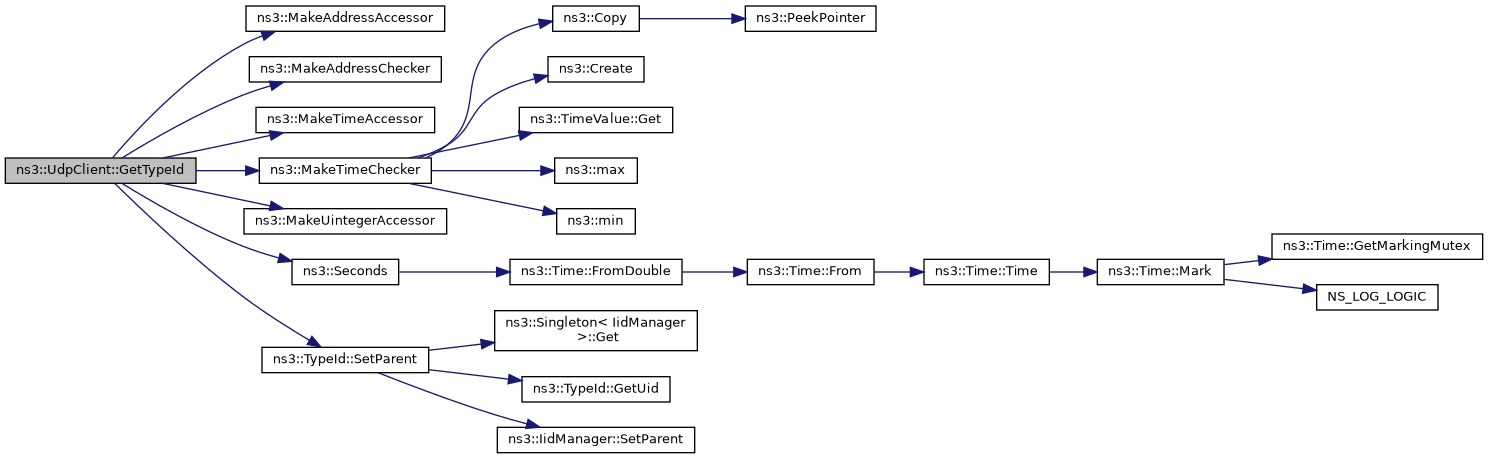 ns3::UdpClient::GetTypeId
ns3::MakeAddressAccessor
ns3::MakeAddressChecker
ns3::MakeTimeAccessor
ns3::MakeTimeChecker
ns3::Copy
ns3::PeekPointer
ns3::Create
ns3::TimeValue::Get
ns3::max
ns3::min
ns3::MakeUintegerAccessor
ns3::Seconds
ns3::Time::FromDouble
ns3::Time::From
ns3::Time::Time
ns3::Time::Mark
ns3::Time::GetMarkingMutex
NS_LOG_LOGIC
ns3::TypeId::SetParent
ns3::Singleton< IidManager
>::Get
ns3::TypeId::GetUid
ns3::IidManager::SetParent